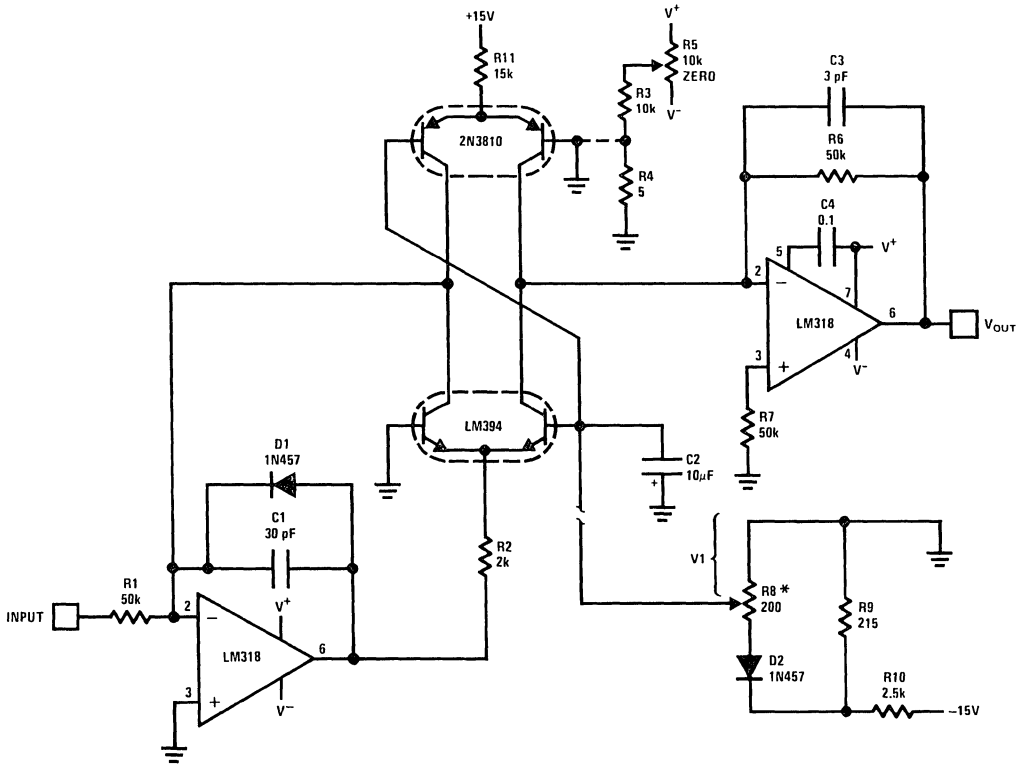 +15V
R11
15k
V+
R5
10k
ZERO
V−
R3
10k
R4
5
2N3810
C3
3 pF
R6
50k
C4
0.1
V+
5
2
−
7
LM318
6
VOUT
3
+
4
V−
R7
50k
LM394
C2
10µF
+
D1
1N457
C1
30 pF
R2
2k
R1
50k
INPUT
2
−
V+
LM318
6
3
+
V−
V1
R8*
200
R9
215
D2
1N457
R10
2.5k
−15V